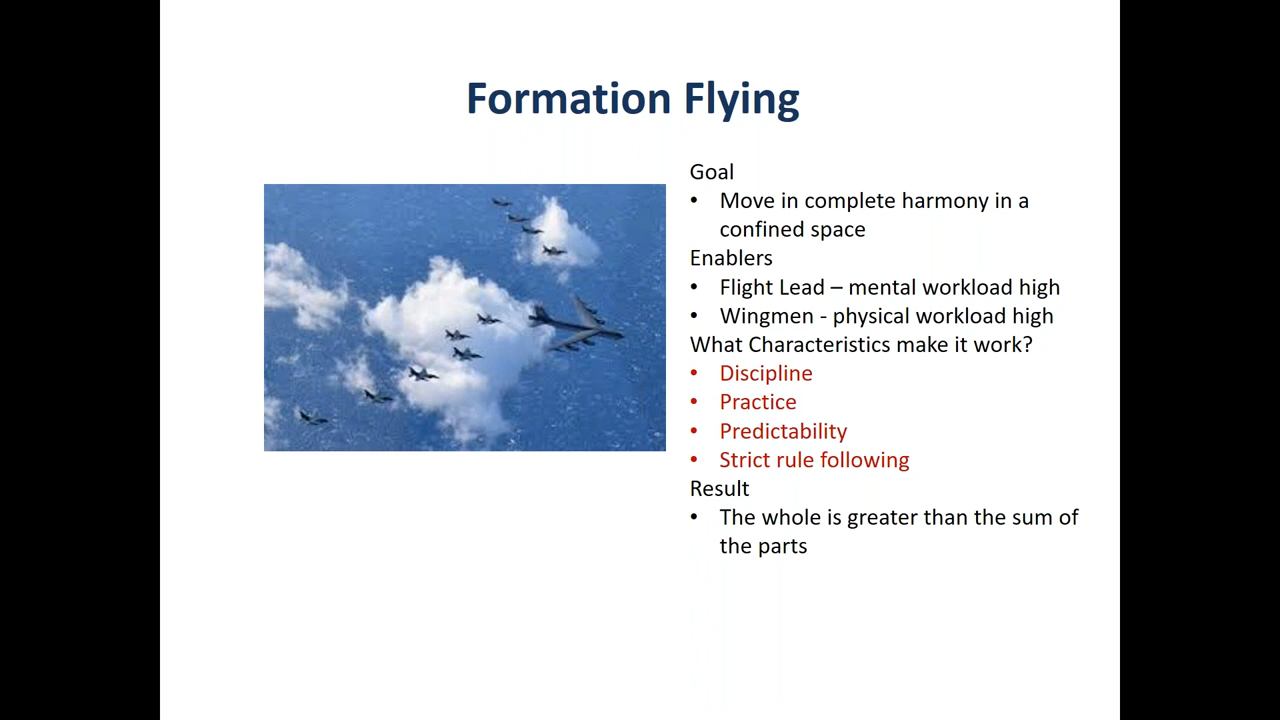 Formation Flying
Goal
• Move in complete harmony in a
confined space
Enablers
• Flight Lead – mental workload high
• Wingmen - physical workload high
What Characteristics make it work?
• Discipline
• Practice
• Predictability
• Strict rule following
Result
• The whole is greater than the sum of
the parts